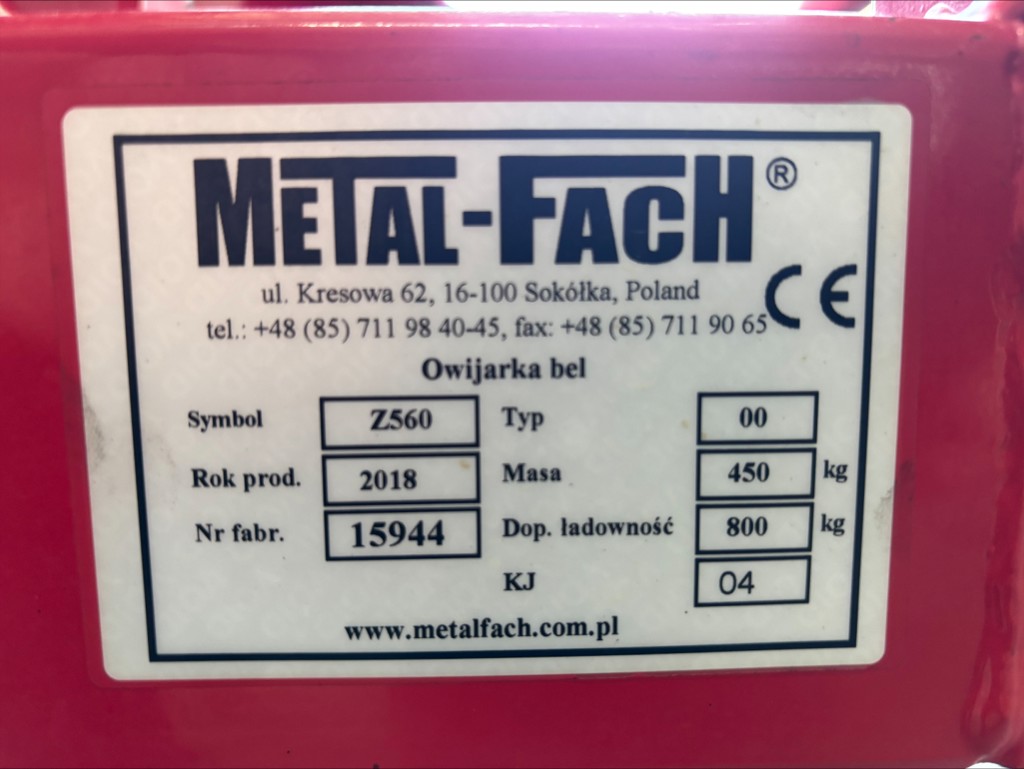 METAL-FACH®
ul. Kresowa 62, 16-100 Sokółka, Poland
tel.: +48 (85) 711 98 40-45, fax: +48 (85) 711 90 65
CE
Owijarka bel
Symbol Z560 Typ 00
Rok prod. 2018 Masa 450 kg
Nr fabr. 15944 Dop. ładowność 800 kg
KJ 04
www.metalfach.com.pl